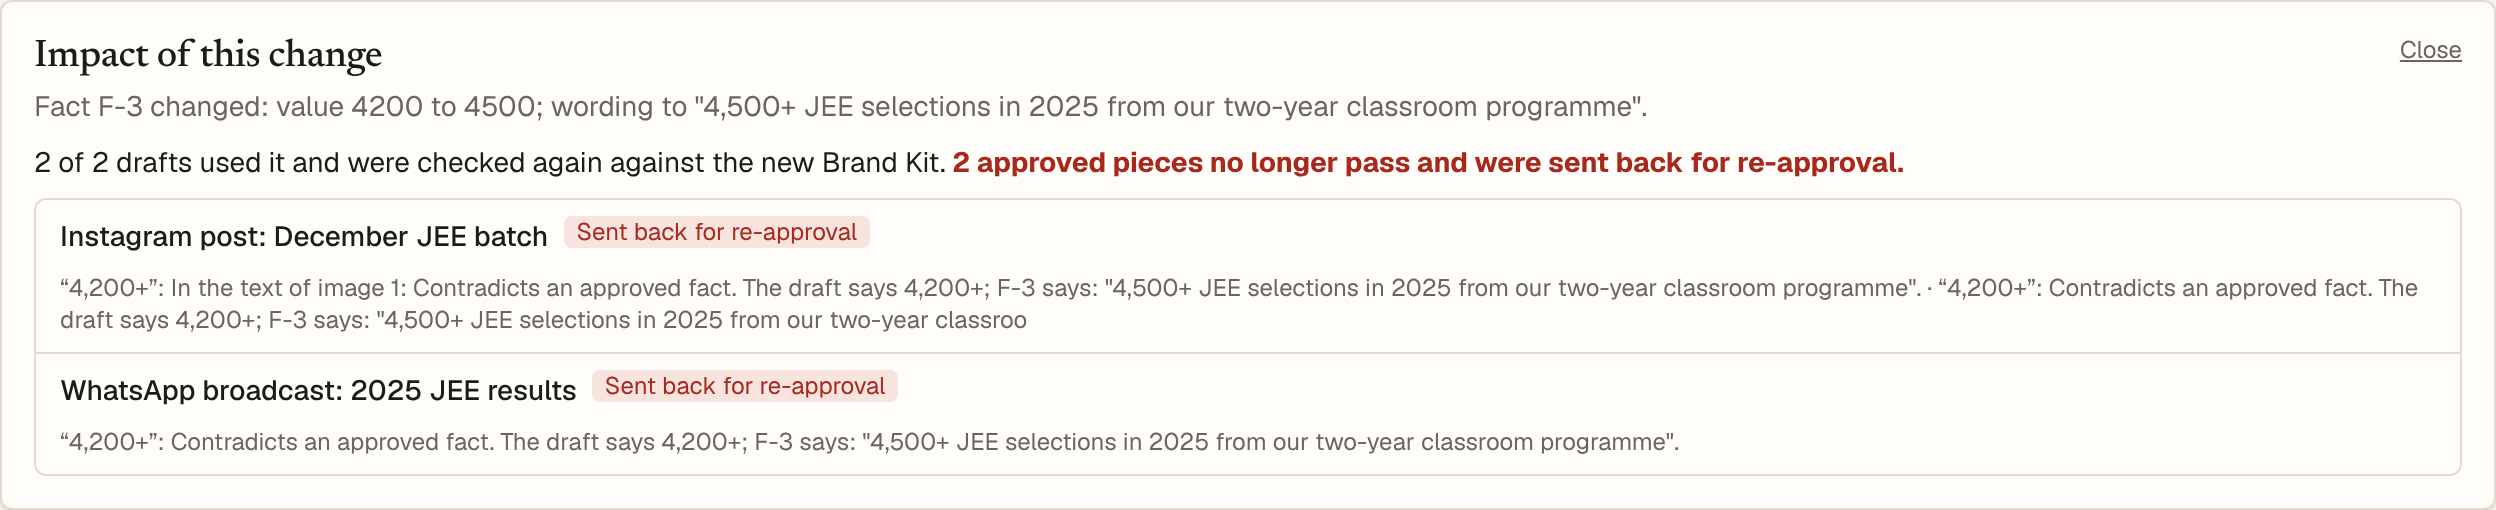 Impact of this change
Close
Fact F-3 changed: value 4200 to 4500; wording to "4,500+ JEE selections in 2025 from our two-year classroom programme".
2 of 2 drafts used it and were checked again against the new Brand Kit. 2 approved pieces no longer pass and were sent back for re-approval.
Instagram post: December JEE batch Sent back for re-approval
“4,200+”: In the text of image 1: Contradicts an approved fact. The draft says 4,200+; F-3 says: "4,500+ JEE selections in 2025 from our two-year classroom programme". · “4,200+”: Contradicts an approved fact. The
draft says 4,200+; F-3 says: "4,500+ JEE selections in 2025 from our two-year classroo
WhatsApp broadcast: 2025 JEE results Sent back for re-approval
“4,200+”: Contradicts an approved fact. The draft says 4,200+; F-3 says: "4,500+ JEE selections in 2025 from our two-year classroom programme".